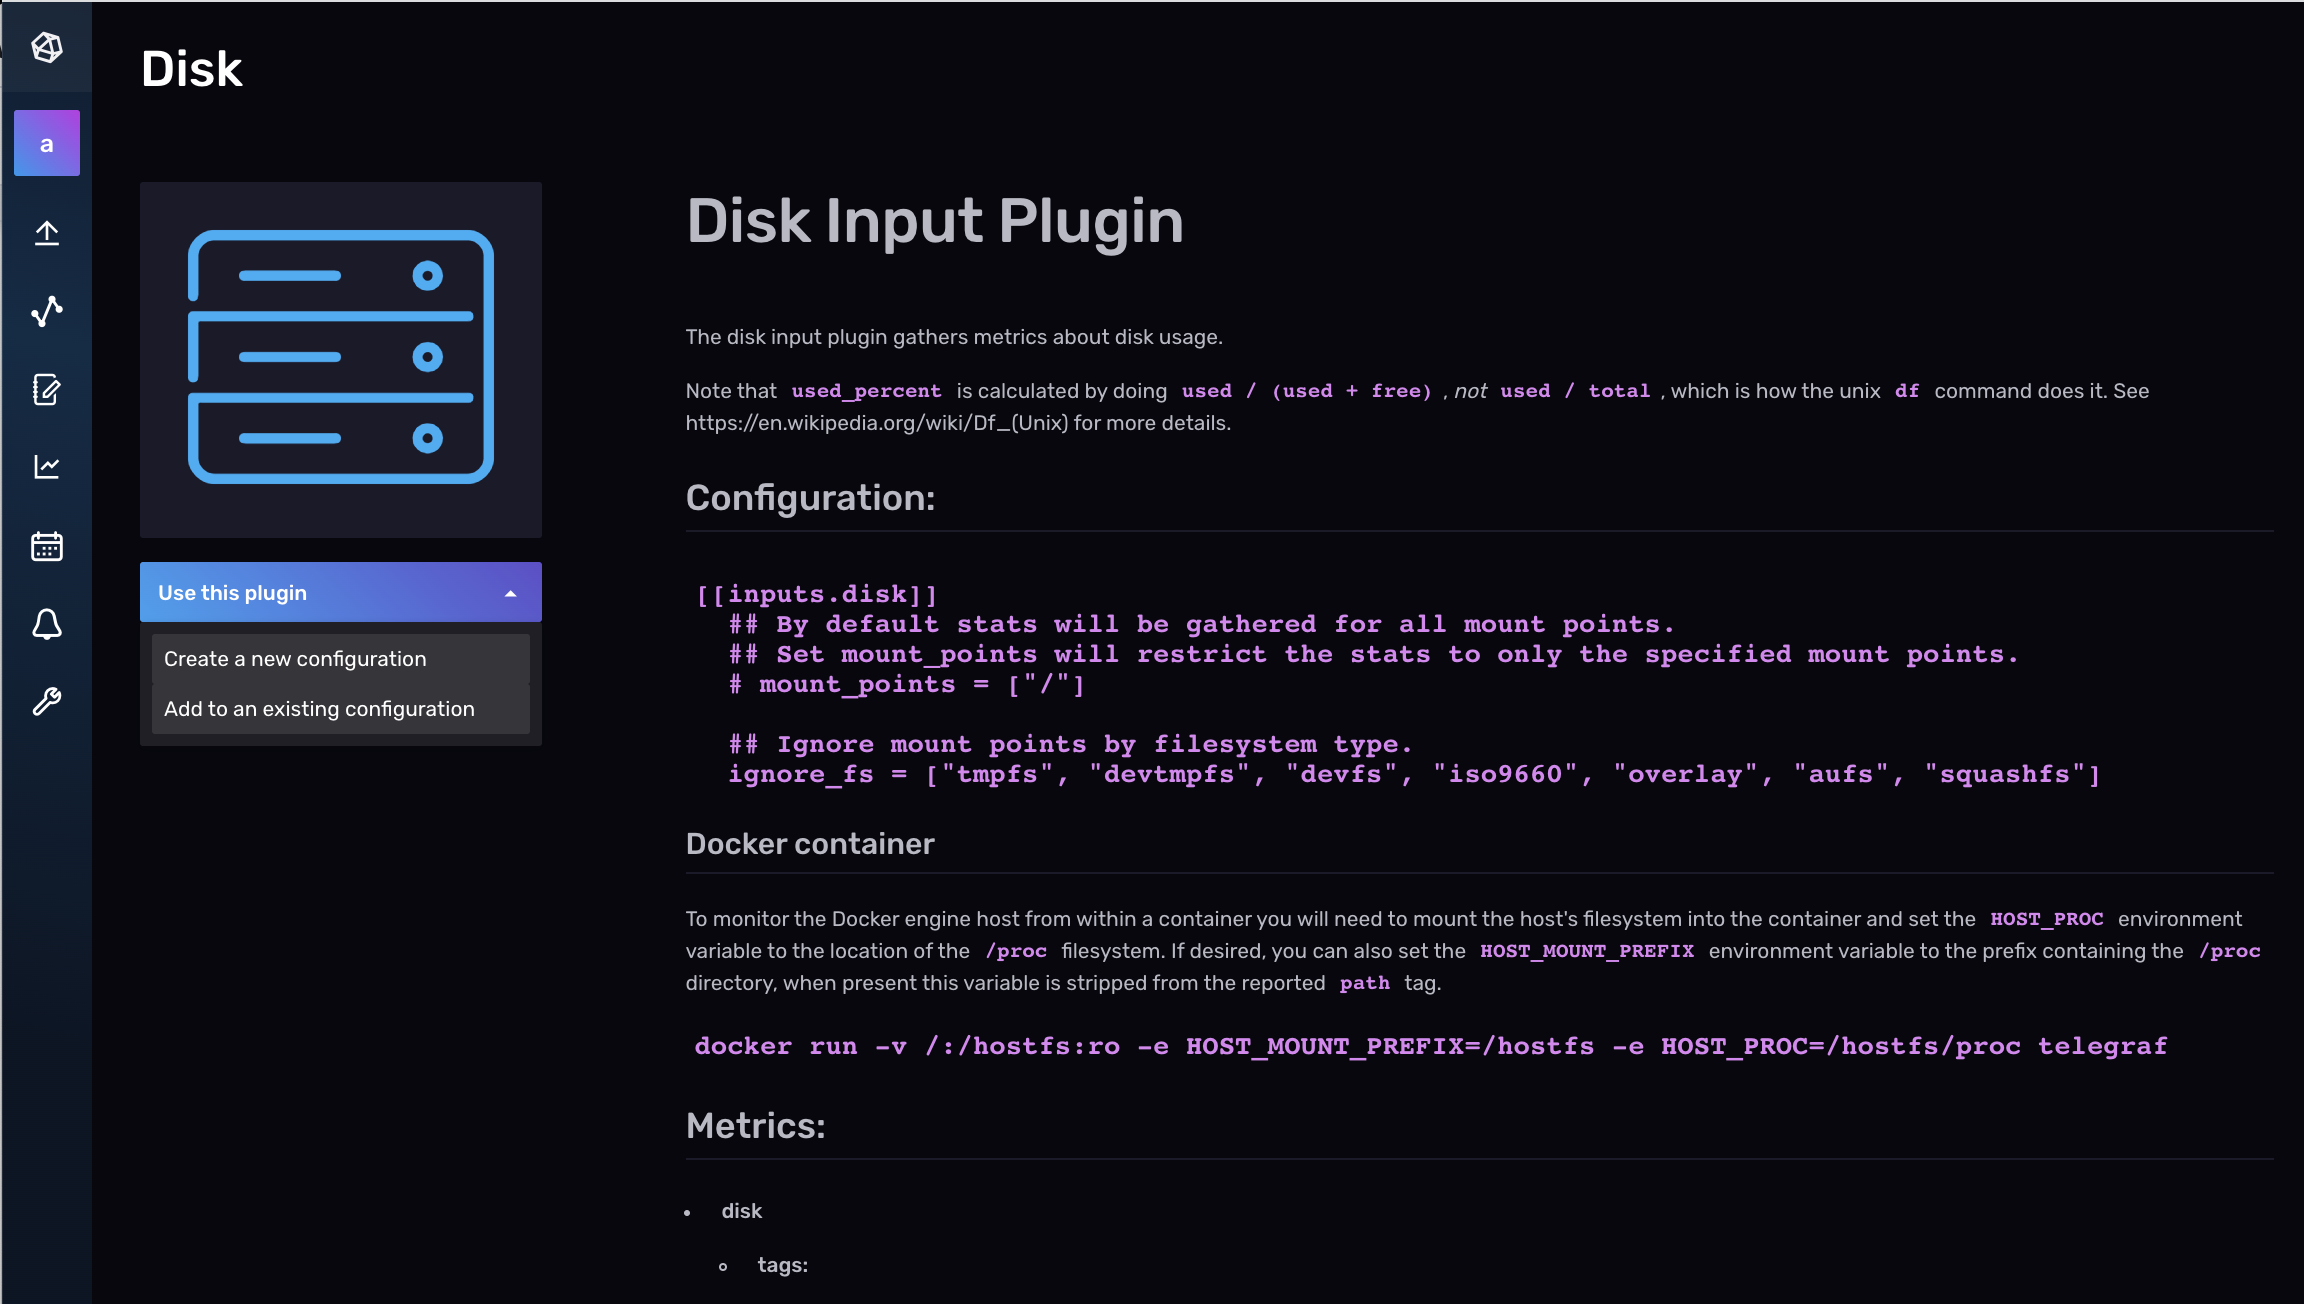 Disk
a
Use this plugin
Create a new configuration
Add to an existing configuration
Disk Input Plugin
The disk input plugin gathers metrics about disk usage.
Note that used_percent is calculated by doing used / (used + free) , not used / total , which is how the unix df command does it. See
https://en.wikipedia.org/wiki/Df_(Unix) for more details.
Configuration:
[[inputs.disk]]
## By default stats will be gathered for all mount points.
## Set mount_points will restrict the stats to only the specified mount points.
# mount_points = ["/"]
## Ignore mount points by filesystem type.
ignore_fs = ["tmpfs", "devtmpfs", "devfs", "iso9660", "overlay", "aufs", "squashfs"]
Docker container
To monitor the Docker engine host from within a container you will need to mount the host's filesystem into the container and set the HOST_PROC environment
variable to the location of the /proc filesystem. If desired, you can also set the HOST_MOUNT_PREFIX environment variable to the prefix containing the /proc
directory, when present this variable is stripped from the reported path tag.
docker run -v /:/hostfs:ro -e HOST_MOUNT_PREFIX=/hostfs -e HOST_PROC=/hostfs/proc telegraf
Metrics:
disk
tags: